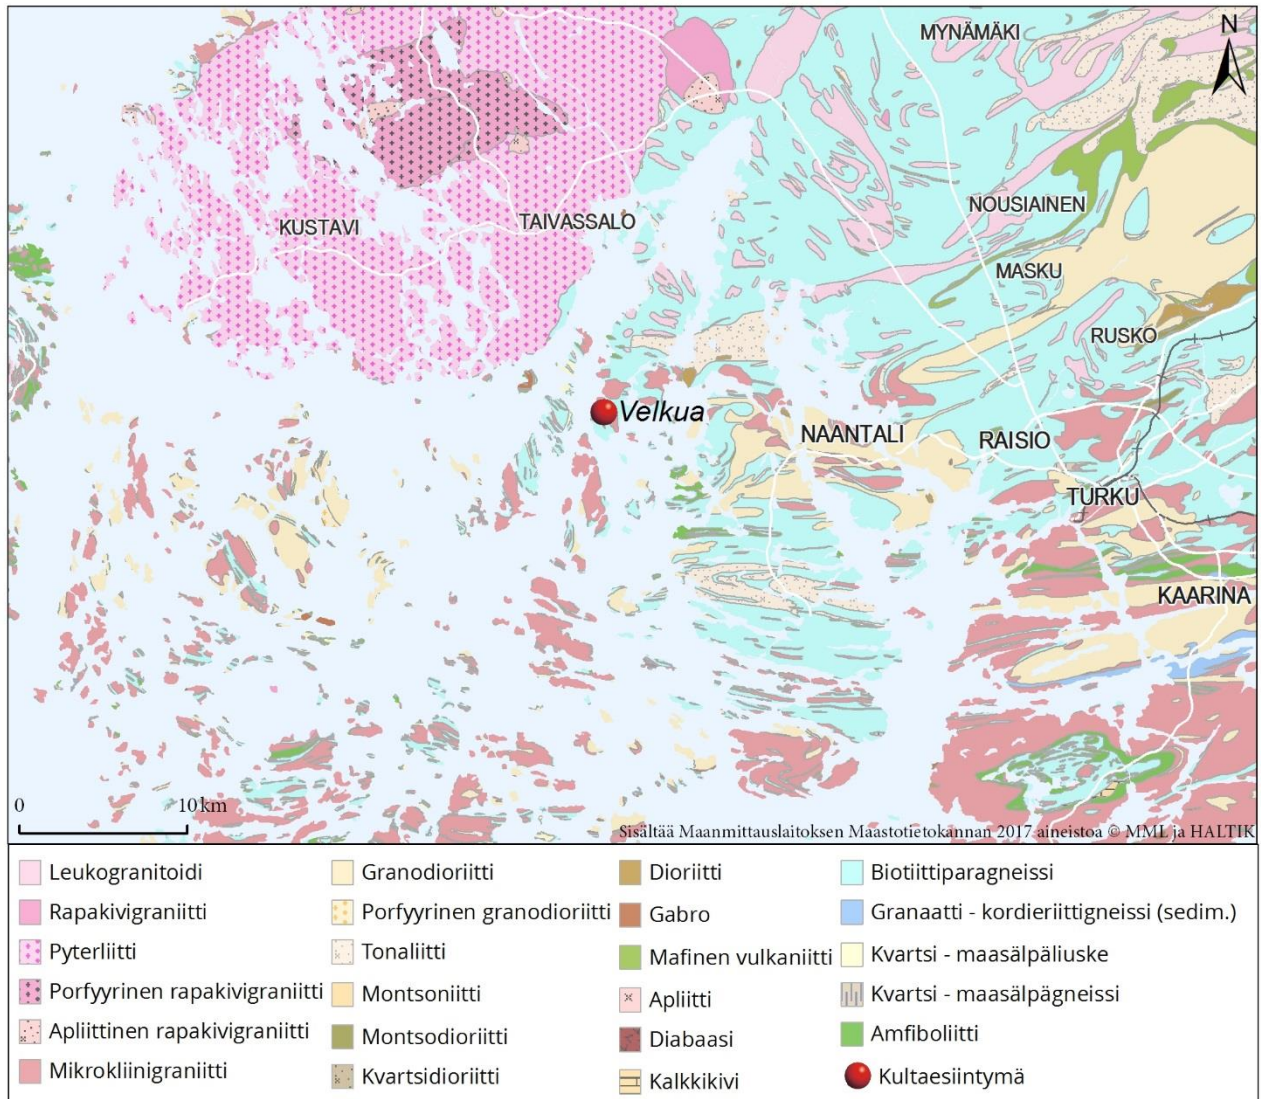 MYNÄMÄKI
N
KUSTAVI
TAIVASSALO
NOUSIAINEN
MASKU
RUSKO
Velkua
NAANTALI
RAISIO
TURKU
KAARINA
0
10 km
Sisältää Maanmittauslaitoksen Maastotietokannan 2017 aineistoa © MML ja HALTIK
Leukogranitoidi
Rapakivigraniitti
Pyterliitti
Porfyyrinen rapakivigraniitti
Apliittinen rapakivigraniitti
Mikrokliinigraniitti
Granodioriitti
Porfyyrinen granodioriitti
Tonaliitti
Montsoniitti
Montsodioriitti
Kvartsidioriitti
Dioriitti
Gabro
Mafinen vulkaniitti
Apliitti
Diabaasi
Kalkkikivi
Biotiittiparagneissi
Granaatti - kordieriittigneissi (sedim.)
Kvartsi - maasälpäliuske
Kvartsi - maasälpägneissi
Amfiboliitti
Kultaesiintymä